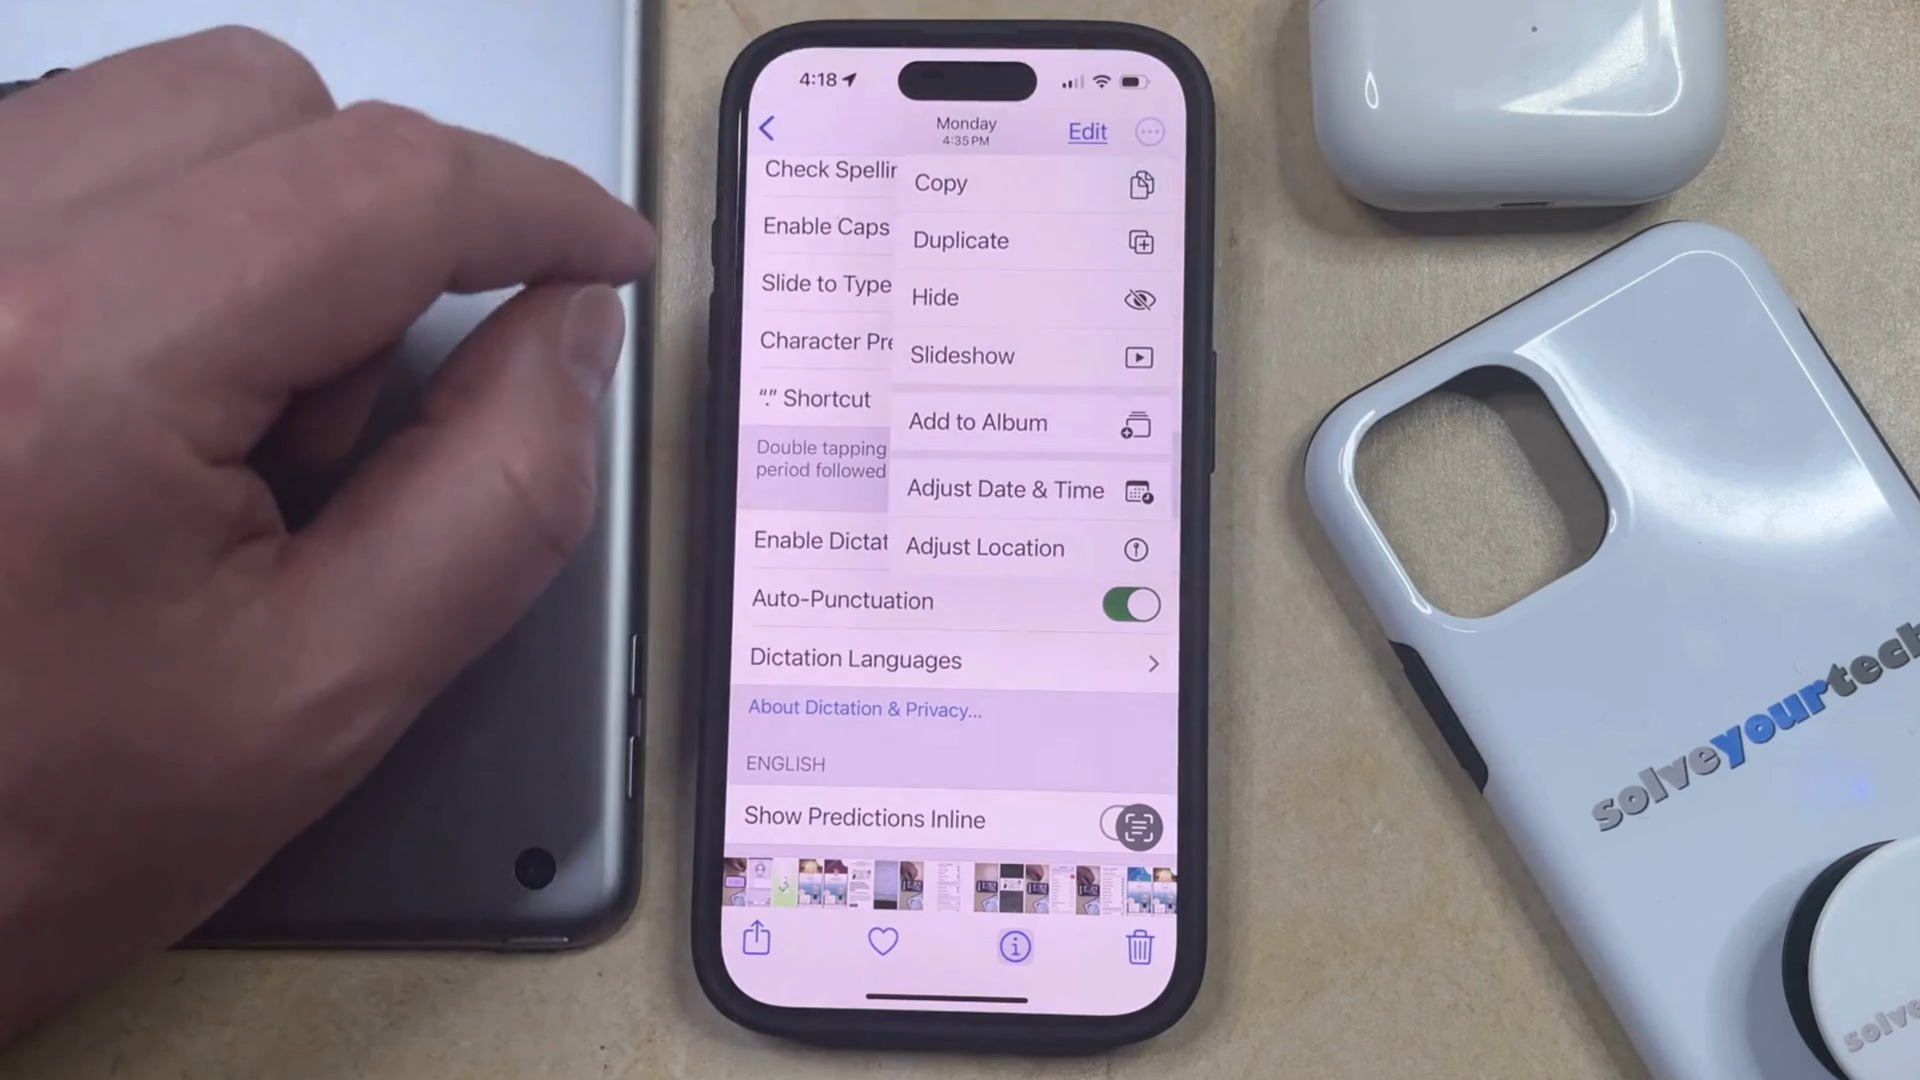 4:18
Monday
4:35 PM
Edit
Check Spellin
Copy
Enable Caps
Duplicate
Slide to Type
Hide
Character Pre
Slideshow
"." Shortcut
Add to Album
Double tapping
period followed
Adjust Date & Time
Enable Dictat
Adjust Location
Auto-Punctuation
Dictation Languages
About Dictation & Privacy...
ENGLISH
Show Predictions Inline
solveyourtech
solve